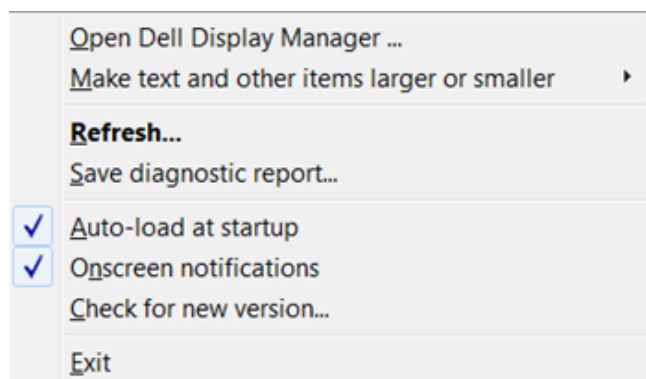 Open Dell Display Manager ...
Make text and other items larger or smaller
Refresh...
Save diagnostic report...
Auto-load at startup
Onscreen notifications
Check for new version...
Exit